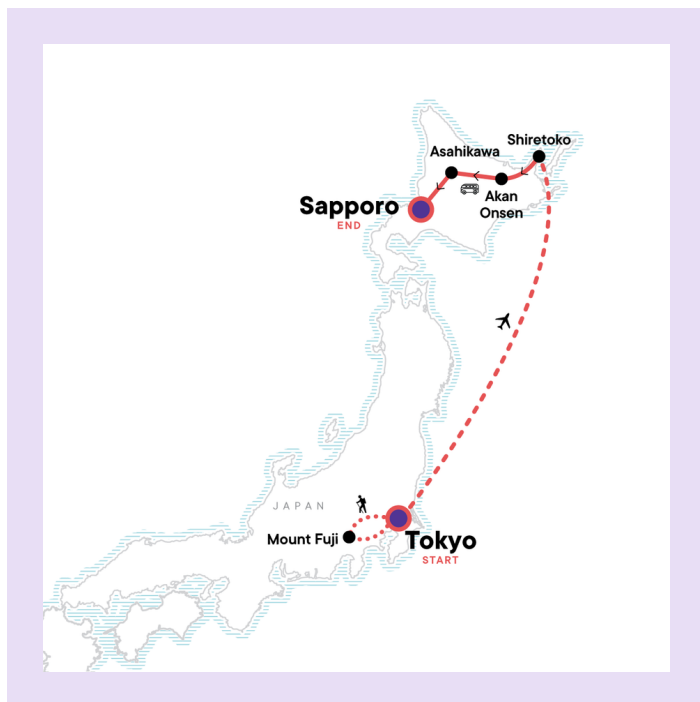 Shiretoko
Asahikawa
Akan
Onsen
Sapporo
END
JAPAN
Mount Fuji
Tokyo
START